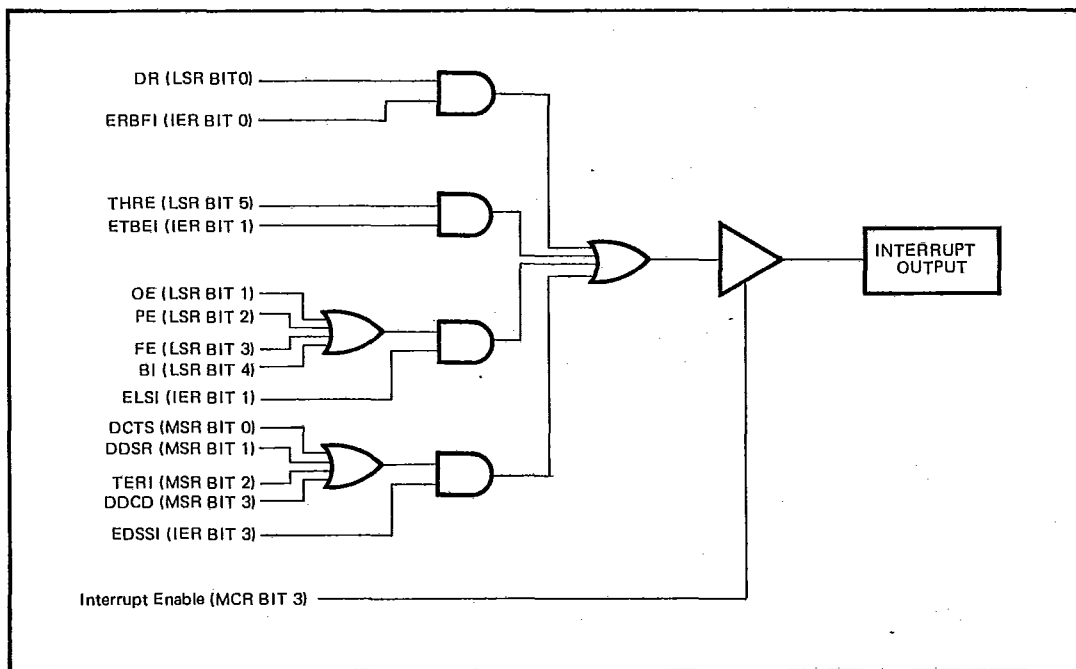 DR (LSR BIT0)
ERBFI (IER BIT 0)
THRE (LSR BIT 5)
ETBEI (IER BIT 1)
OE (LSR BIT 1)
PE (LSR BIT 2)
FE (LSR BIT 3)
BI (LSR BIT 4)
ELSI (IER BIT 1)
DCTS (MSR BIT 0)
DDSR (MSR BIT 1)
TERI (MSR BIT 2)
DDCD (MSR BIT 3)
EDSSI (IER BIT 3)
Interrupt Enable (MCR BIT 3)
INTERRUPT
OUTPUT